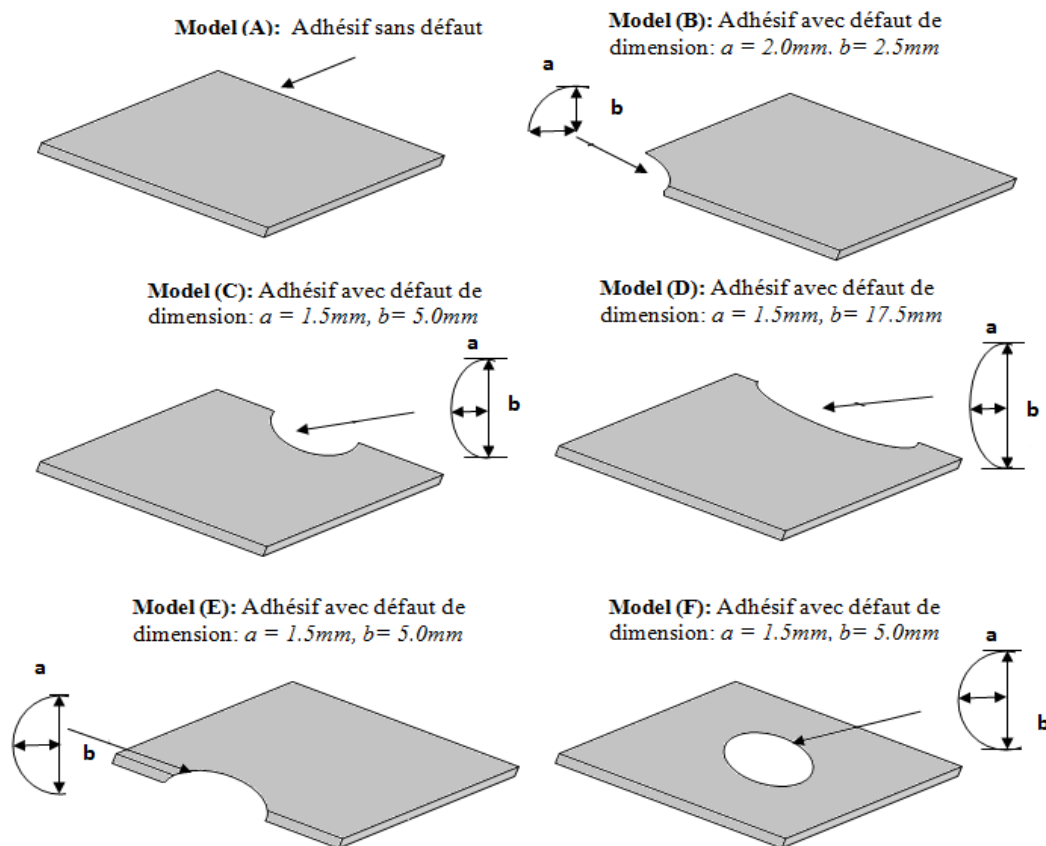 Model (A): Adhésif sans défaut
Model (B): Adhésif avec défaut de
dimension: a = 2.0mm. b= 2.5mm
a
b
Model (C): Adhésif avec défaut de
dimension: a = 1.5mm, b= 5.0mm
a
b
Model (D): Adhésif avec défaut de
dimension: a = 1.5mm, b= 17.5mm
a
b
Model (E): Adhésif avec défaut de
dimension: a = 1.5mm, b= 5.0mm
a
b
Model (F): Adhésif avec défaut de
dimension: a = 1.5mm, b= 5.0mm
a
b